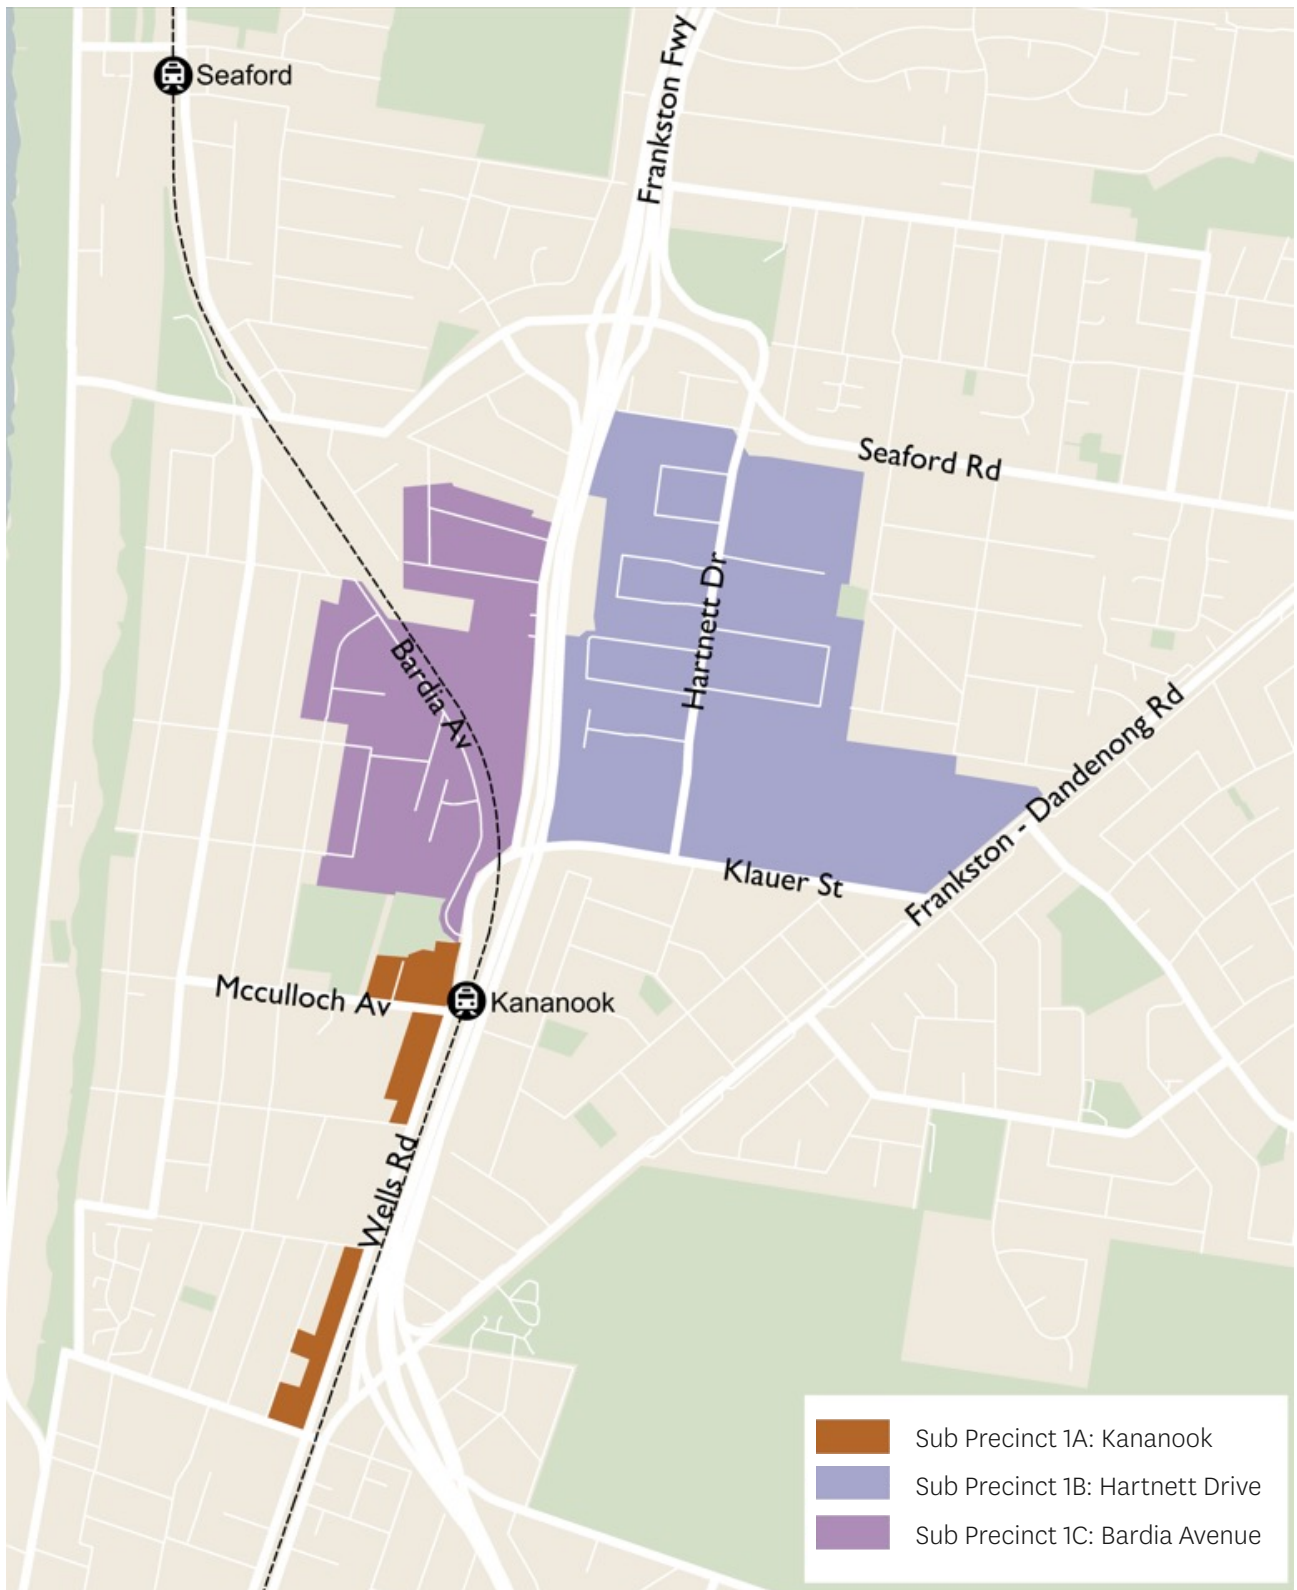 Frankston Fwy
Seaford
Seaford Rd
Hartnett Dr
Bardia Av
Frankston - Dandenong Rd
Klauer St
Mcculloch Av
Kananook
Wells Rd
Sub Precinct 1A: Kananook
Sub Precinct 1B: Hartnett Drive
Sub Precinct 1C: Bardia Avenue